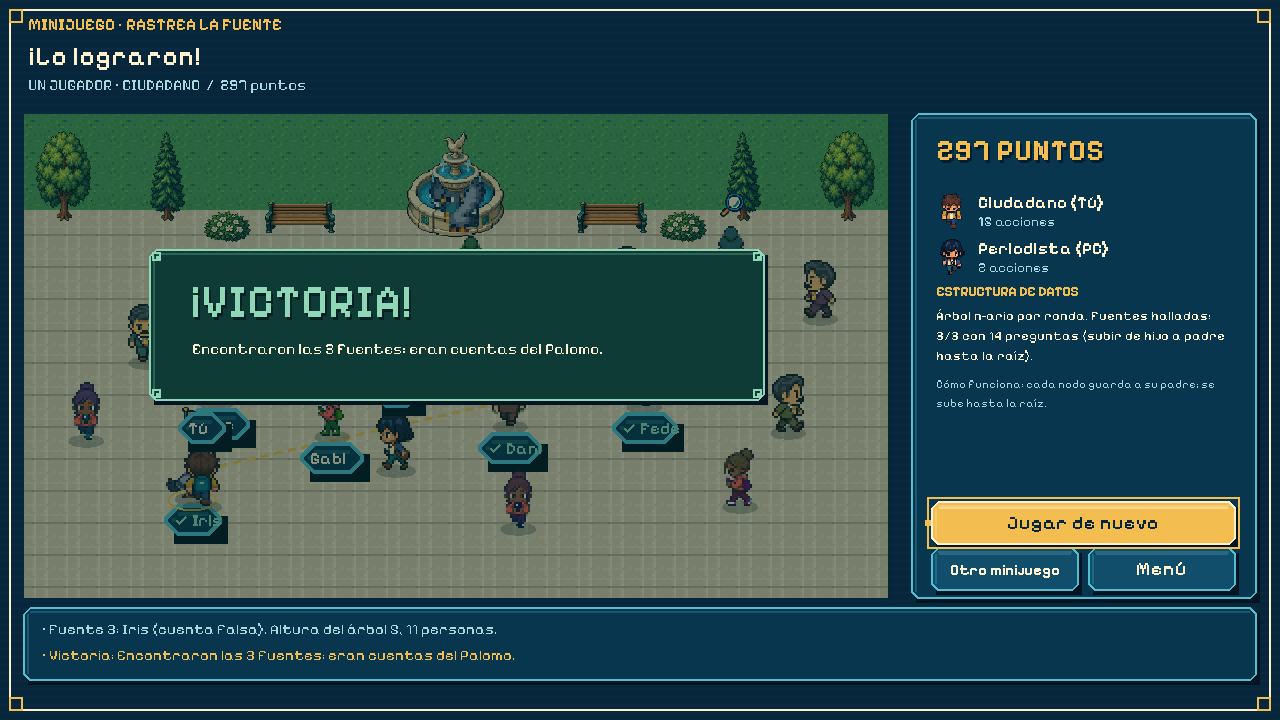 MINIJUEGO · RASTREA LA FUENTE
¡Lo lograron!
UN JUGADOR · CIUDADANO / 297 puntos
297 PUNTOS
Ciudadano (Tú)
18 acciones
Periodista (PC)
2 acciones
ESTRUCTURA DE DATOS
Árbol n-ario por ronda. Fuentes halladas:
3/3 con 14 preguntas (subir de hijo a padre
hasta la raíz).
Cómo funciona: cada nodo guarda a su padre; se
sube hasta la raíz.
¡VICTORIA!
Encontraron las 3 fuentes: eran cuentas del Palomo.
Tú
Gabi
✓ Dan
✓ Fede
✓ Iris
Jugar de nuevo
Otro minijuego
Menú
· Fuente 3: Iris (cuenta falsa). Altura del árbol 3, 11 personas.
· Victoria: Encontraron las 3 fuentes: eran cuentas del Palomo.